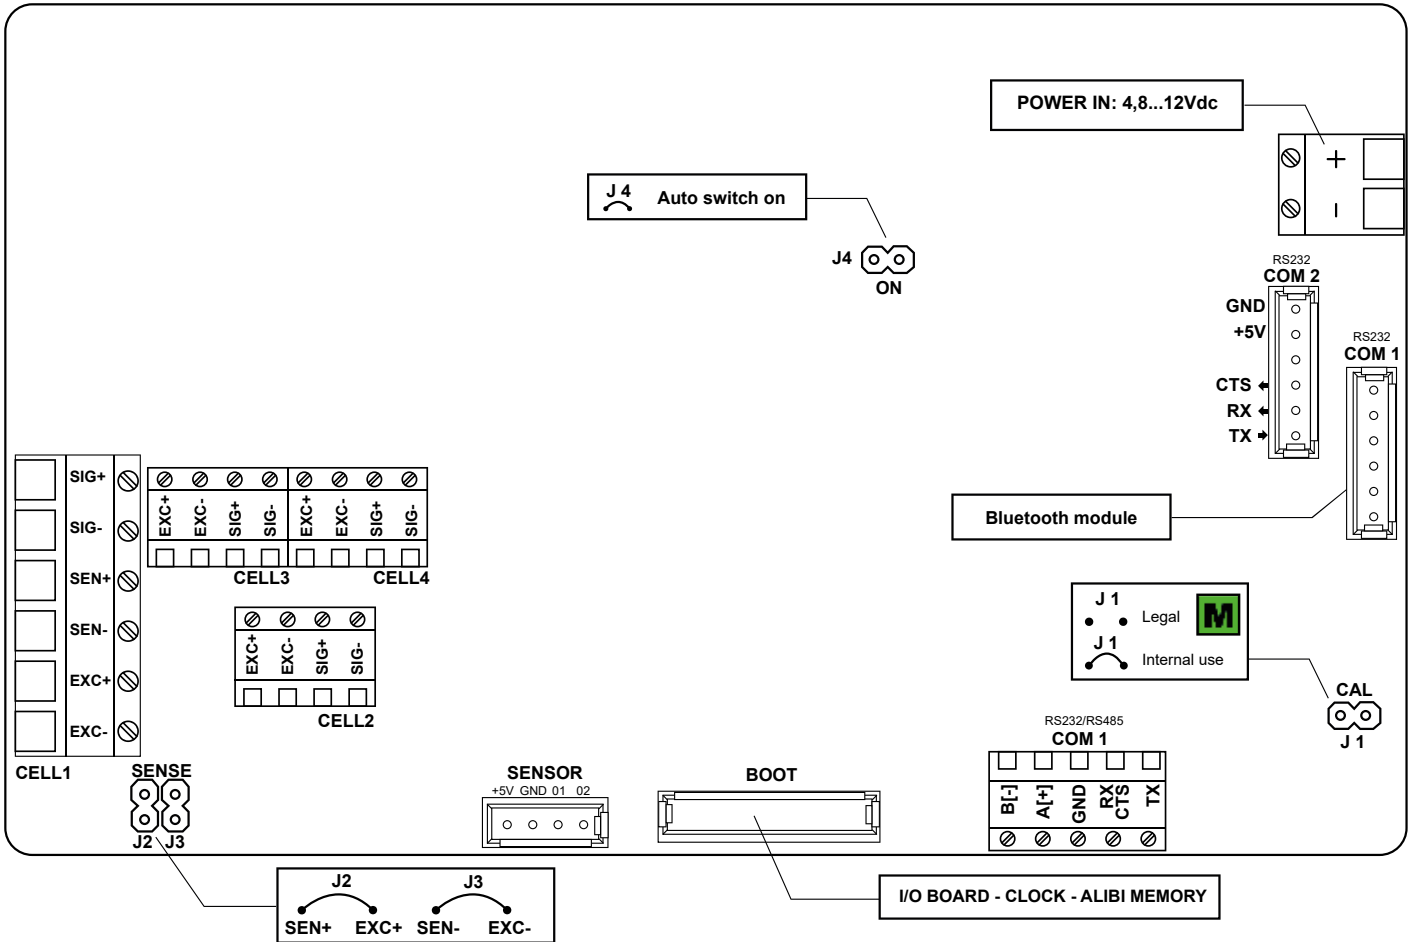 POWER IN: 4,8...12Vdc
+
-
J 4 Auto switch on
J4
ON
RS232
COM 2
GND
+5V
CTS
RX
TX
RS232
COM 1
Bluetooth module
SIG+
SIG-
SEN+
SEN-
EXC+
EXC-
CELL1
EXC+ EXC- SIG+ SIG- EXC+ EXC- SIG+ SIG-
CELL3 CELL4
EXC+ EXC- SIG+ SIG-
CELL2
J 1 Legal M
J 1 Internal use
CAL
J 1
SENSE
J2 J3
SENSOR
+5V GND 01 02
BOOT
RS232/RS485
COM 1
B[-] A[+] GND RX CTS TX
J2 J3
SEN+ EXC+ SEN- EXC-
I/O BOARD - CLOCK - ALIBI MEMORY